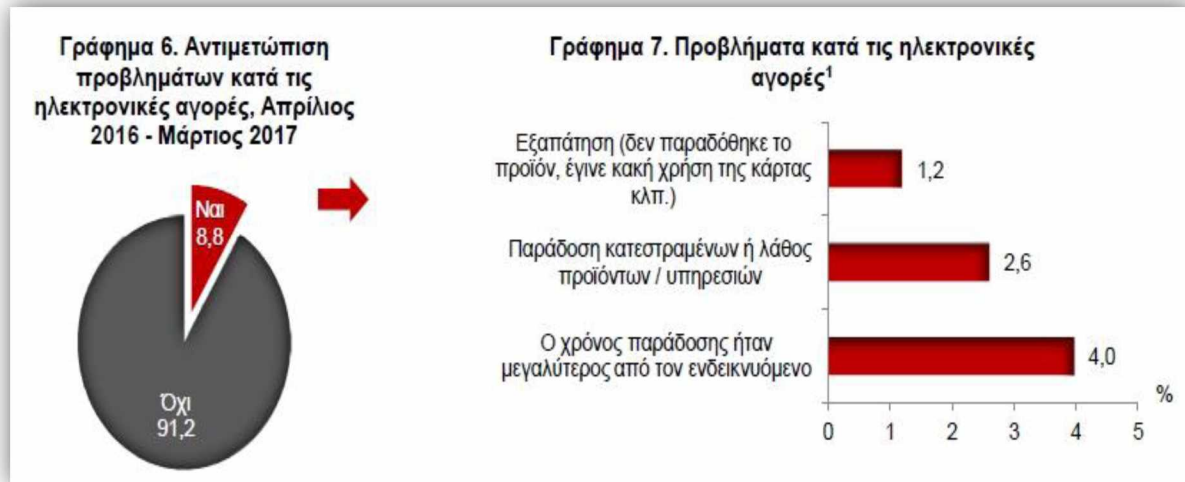 Γράφημα 6. Αντιμετώπιση
προβλημάτων κατά τις
ηλεκτρονικές αγορές, Απρίλιος
2016 - Μάρτιος 2017
Ναι
8,8
Όχι
91,2
Γράφημα 7. Προβλήματα κατά τις ηλεκτρονικές
αγορές¹
Εξαπάτηση (δεν παραδόθηκε το
προϊόν, έγινε κακή χρήση της κάρτας
κλπ.)
1,2
Παράδοση κατεστραμένων ή λάθος
προϊόντων / υπηρεσιών
2,6
Ο χρόνος παράδοσης ήταν
μεγαλύτερος από τον ενδεικνυόμενο
4,0
%
0 1 2 3 4 5